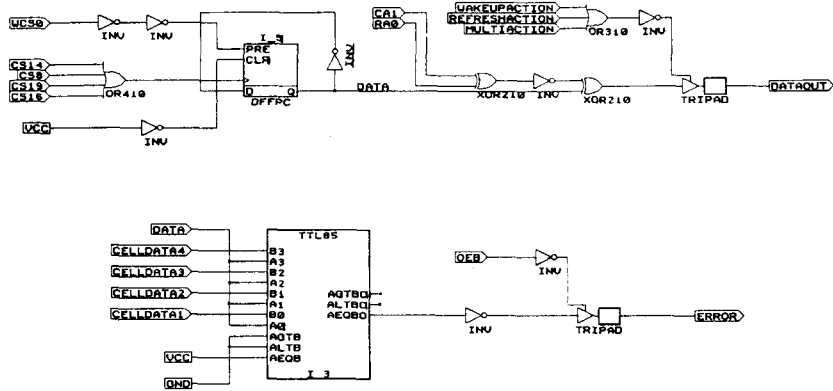 WCS0
INV
INV
I_9
PRE
CLR
D
Q
DFFPC
INV
CS14
CS8
CS19
CS16
OR410
VCC
INV
DATA
CA1
RA0
XOR210
INV
XOR210
WAKEUPACTION
REFRESHACTION
MULTIACTION
OR310
INV
TRIPAD
DATAOUT
DATA
CELLDATA4
CELLDATA3
CELLDATA2
CELLDATA1
VCC
GND
TTL85
B3
A3
B2
A2
B1
A1
B0
A0
AGTB
ALTB
AEQB
AGTBO
ALTBO
AEQBO
I_3
OEB
INV
INV
TRIPAD
ERROR